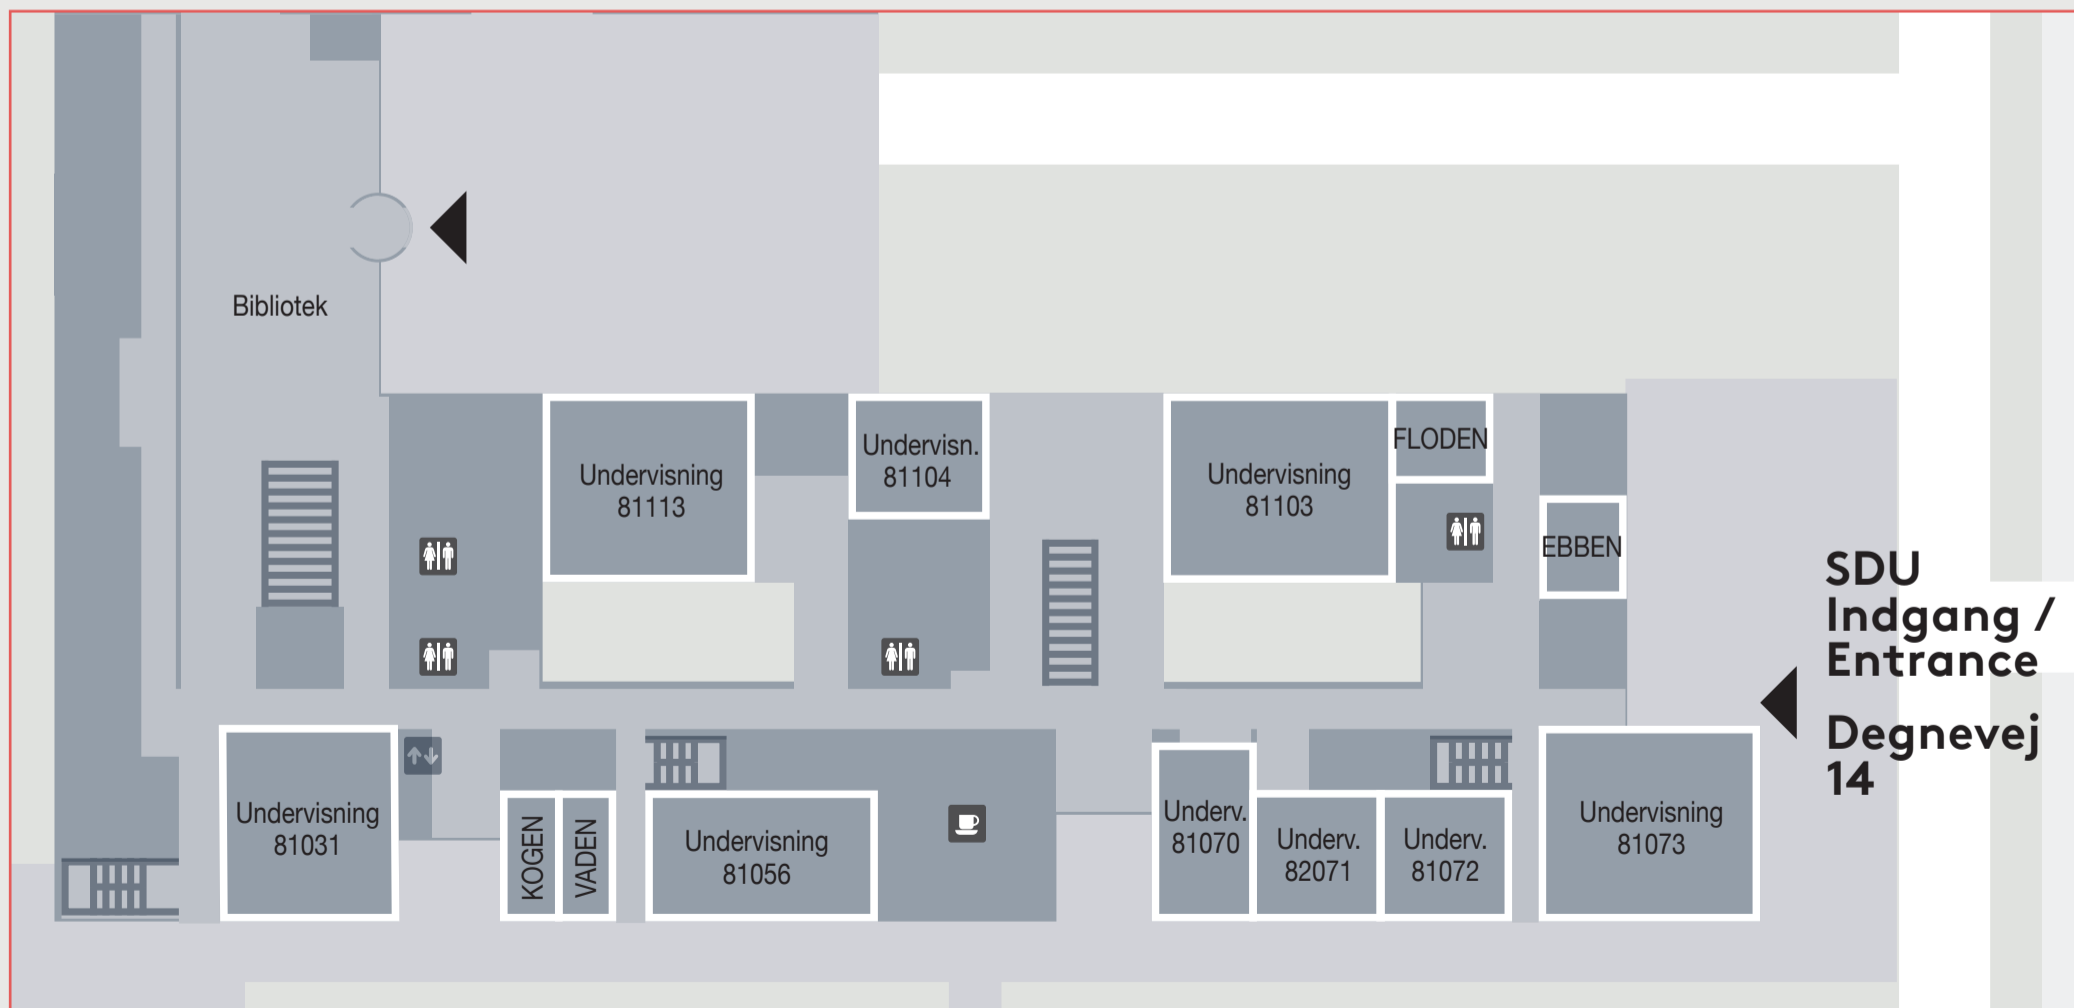 Bibliotek
Undervisning
81113
Undervisn.
81104
Undervisning
81103
FLODEN
EBBEN
SDU
Indgang /
Entrance
Degnevej
14
Undervisning
81031
KOGEN
VADEN
Undervisning
81056
Underv.
81070
Underv.
82071
Underv.
81072
Undervisning
81073